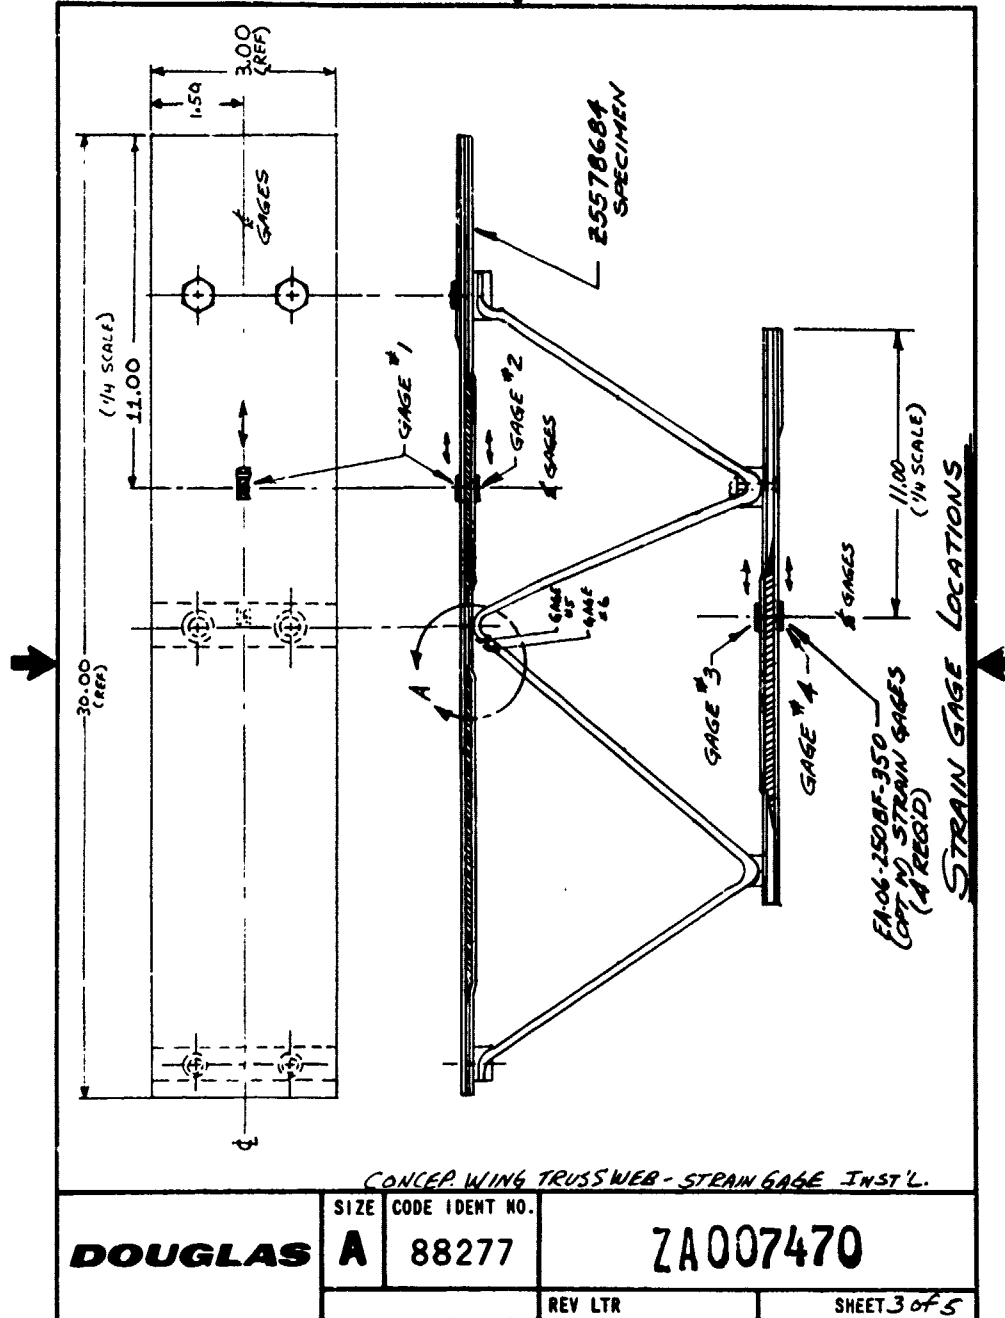 3.00
(REF)
1.50
℄
GAGES
(1/4 SCALE)
11.00
30.00
(REF)
GAGE #1
GAGE #2
℄ GAGES
Z5578684
SPECIMEN
GAGE
#5
GAGE
#6
A
GAGE #3
GAGE #4
℄ GAGES
11.00
(1/4 SCALE)
EA-06-250BF-350
(OPT W) STRAIN GAGES
(4 REQ'D)
STRAIN GAGE LOCATIONS
℄
CONCEP. WING TRUSS WEB - STRAIN GAGE INST'L.
DOUGLAS
SIZE
A
CODE IDENT NO.
88277
ZA007470
REV LTR
SHEET 3 of 5